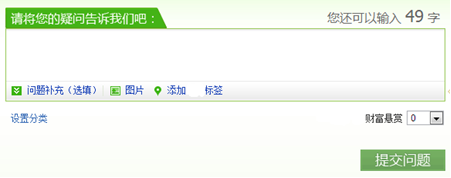 请将您的疑问告诉我们吧： 您还可以输入 49 字
问题补充（选填） 图片 添加 标签
设置分类 财富悬赏 0
提交问题